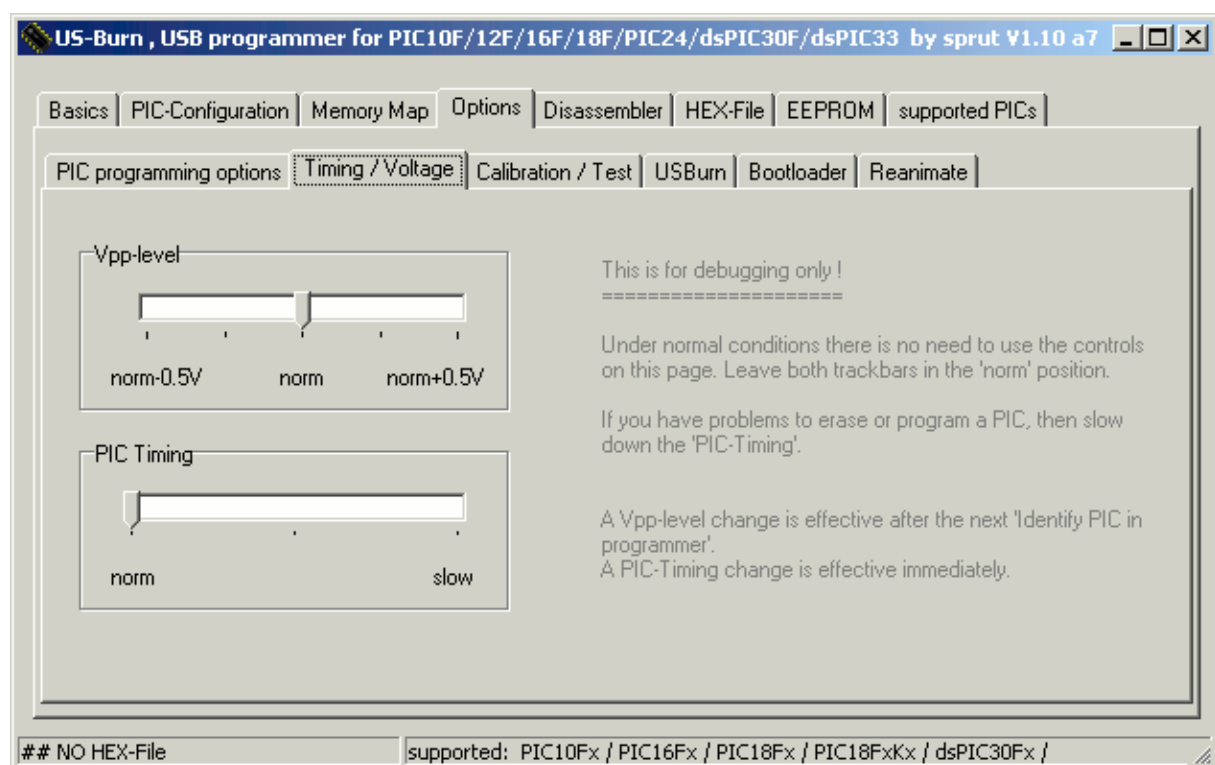 US-Burn , USB programmer for PIC10F/12F/16F/18F/PIC24/dsPIC30F/dsPIC33 by sprut V1.10 a7
Basics PIC-Configuration Memory Map Options Disassembler HEX-File EEPROM supported PICs
PIC programming options Timing / Voltage Calibration / Test USBurn Bootloader Reanimate
Vpp-level
norm-0.5V norm norm+0.5V
PIC Timing
norm slow
This is for debugging only !
=====================
Under normal conditions there is no need to use the controls
on this page. Leave both trackbars in the 'norm' position.
If you have problems to erase or program a PIC, then slow
down the 'PIC-Timing'.
A Vpp-level change is effective after the next 'Identify PIC in
programmer'.
A PIC-Timing change is effective immediately.
## NO HEX-File
supported: PIC10Fx / PIC16Fx / PIC18Fx / PIC18FxKx / dsPIC30Fx /